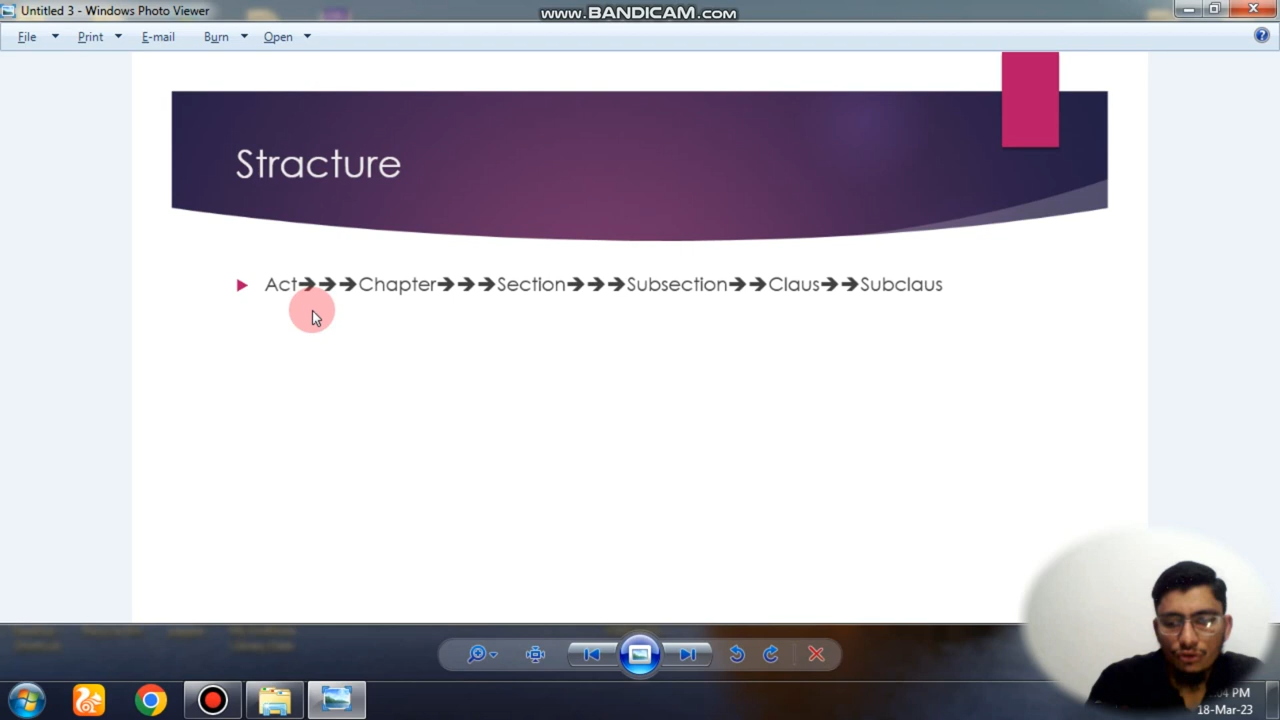 Untitled 3 - Windows Photo Viewer
www.BANDICAM.com
File Print E-mail Burn Open
Stracture
Act➔➔➔Chapter➔➔➔Section➔➔➔Subsection➔➔Claus➔➔Subclaus
PM
18-Mar-23